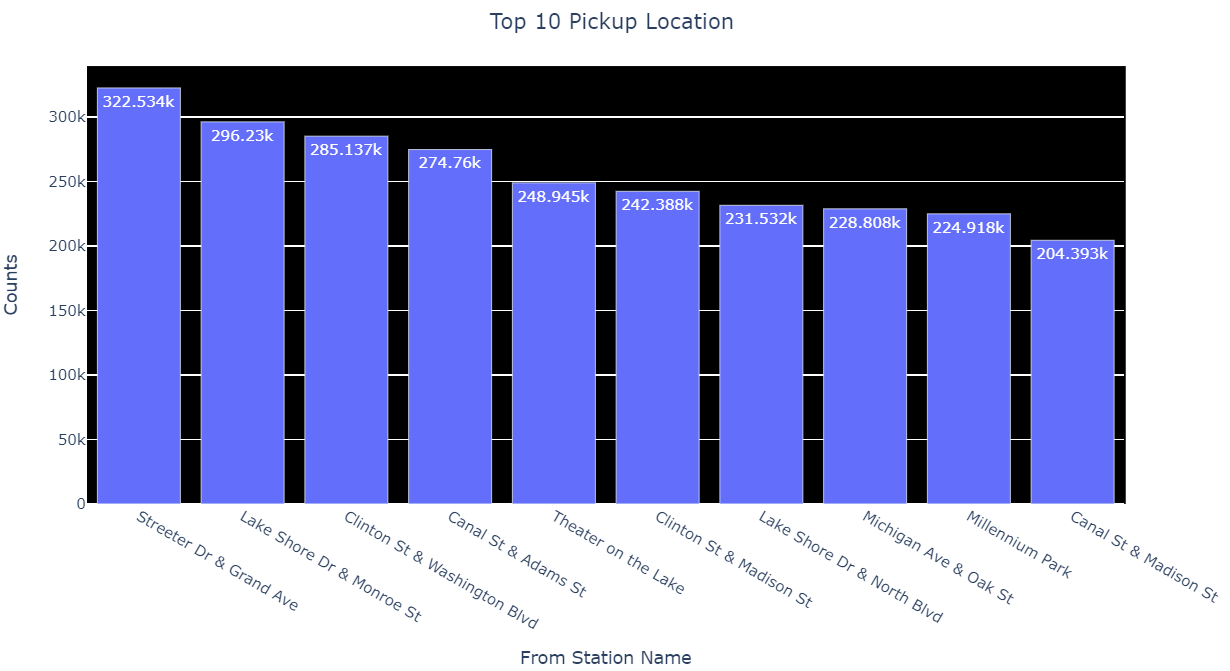 Top 10 Pickup Location
Counts
300k
250k
200k
150k
100k
50k
0
322.534k
296.23k
285.137k
274.76k
248.945k
242.388k
231.532k
228.808k
224.918k
204.393k
Streeter Dr & Grand Ave
Lake Shore Dr & Monroe St
Clinton St & Washington Blvd
Canal St & Adams St
Theater on the Lake
Clinton St & Madison St
Lake Shore Dr & North Blvd
Michigan Ave & Oak St
Millennium Park
Canal St & Madison St
From Station Name